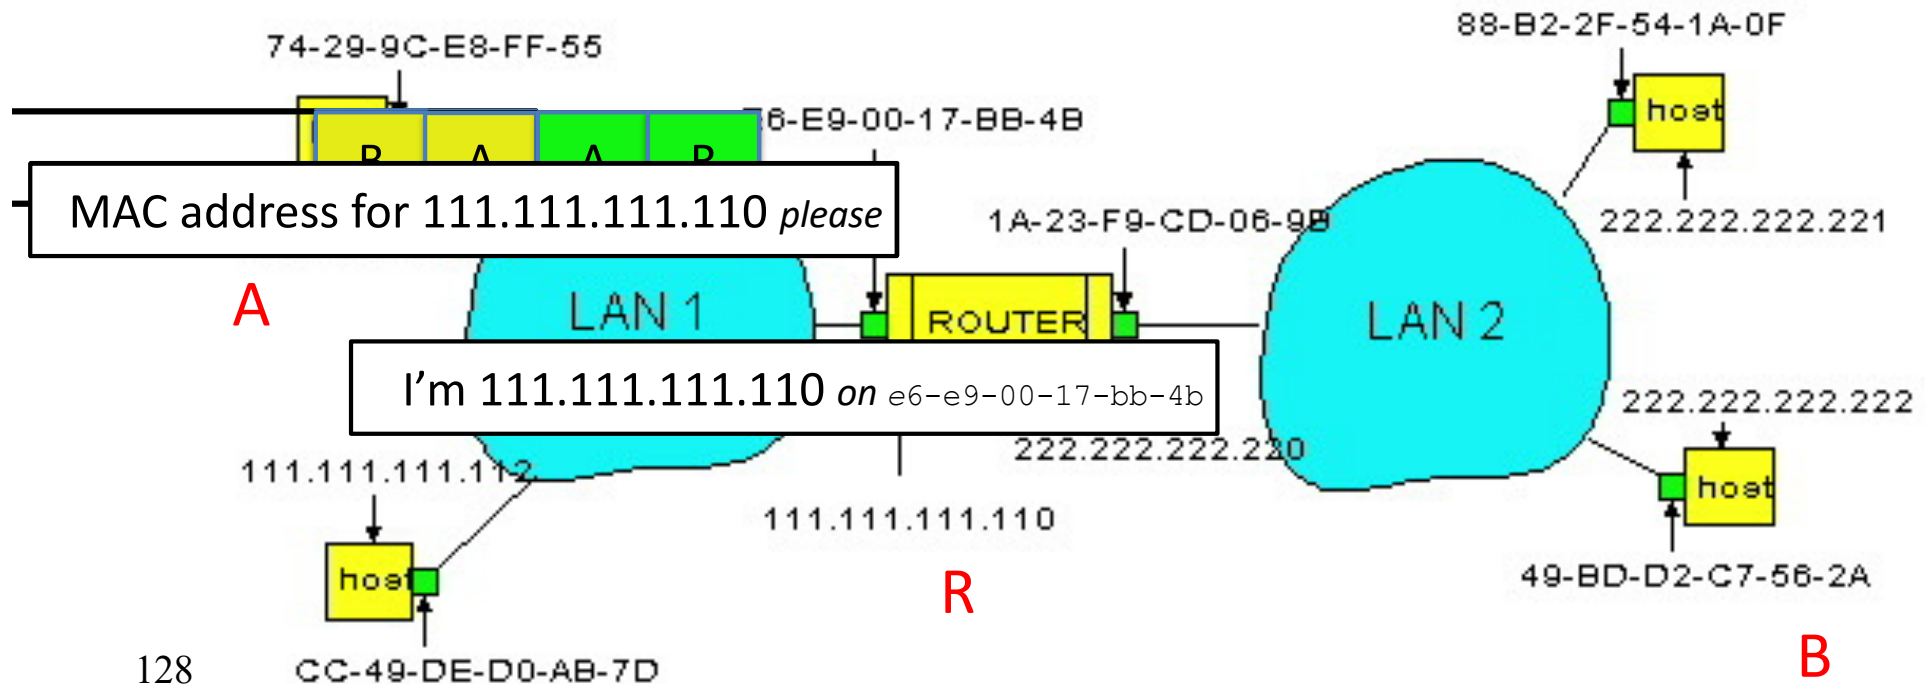 88-B2-2F-54-1A-0F
74-29-9C-E8-FF-55
6-E9-00-17-BB-4B
host
B A A R
MAC address for 111.111.111.110 please
1A-23-F9-CD-06-9B
222.222.222.221
A
LAN 1
ROUTER
LAN 2
I'm 111.111.111.110 on e6-e9-00-17-bb-4b
222.222.222.222
222.222.222.220
111.111.111.112
host
111.111.111.110
host
49-BD-D2-C7-56-2A
R
B
128
CC-49-DE-D0-AB-7D